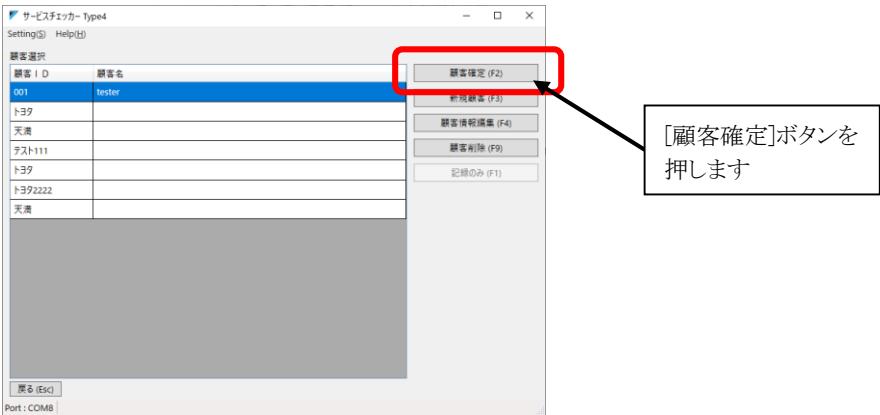 サービスチェッカー Type4
Setting(S) Help(H)
顧客選択
顧客ＩＤ 顧客名
001 tester
トヨタ
天満
テスト111
トヨタ
トヨタ2222
天満
顧客確定 (F2)
新規顧客 (F3)
顧客情報編集 (F4)
顧客削除 (F9)
記録のみ (F1)
[顧客確定]ボタンを
押します
戻る (Esc)
Port : COM8